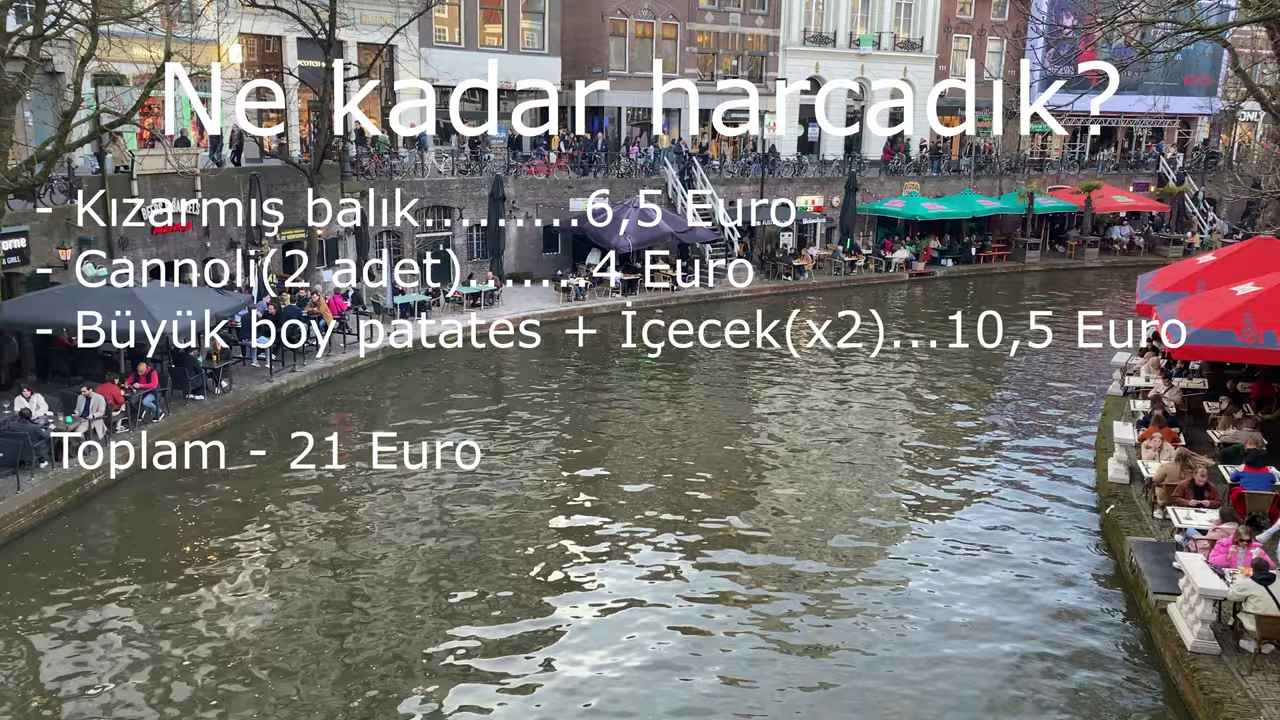 Ne kadar harcadık?
- Kızarmış balık.........6,5 Euro
- Cannoli(2 adet) ...... 4 Euro
- Büyük boy patates + İçecek(x2)...10,5 Euro
Toplam - 21 Euro